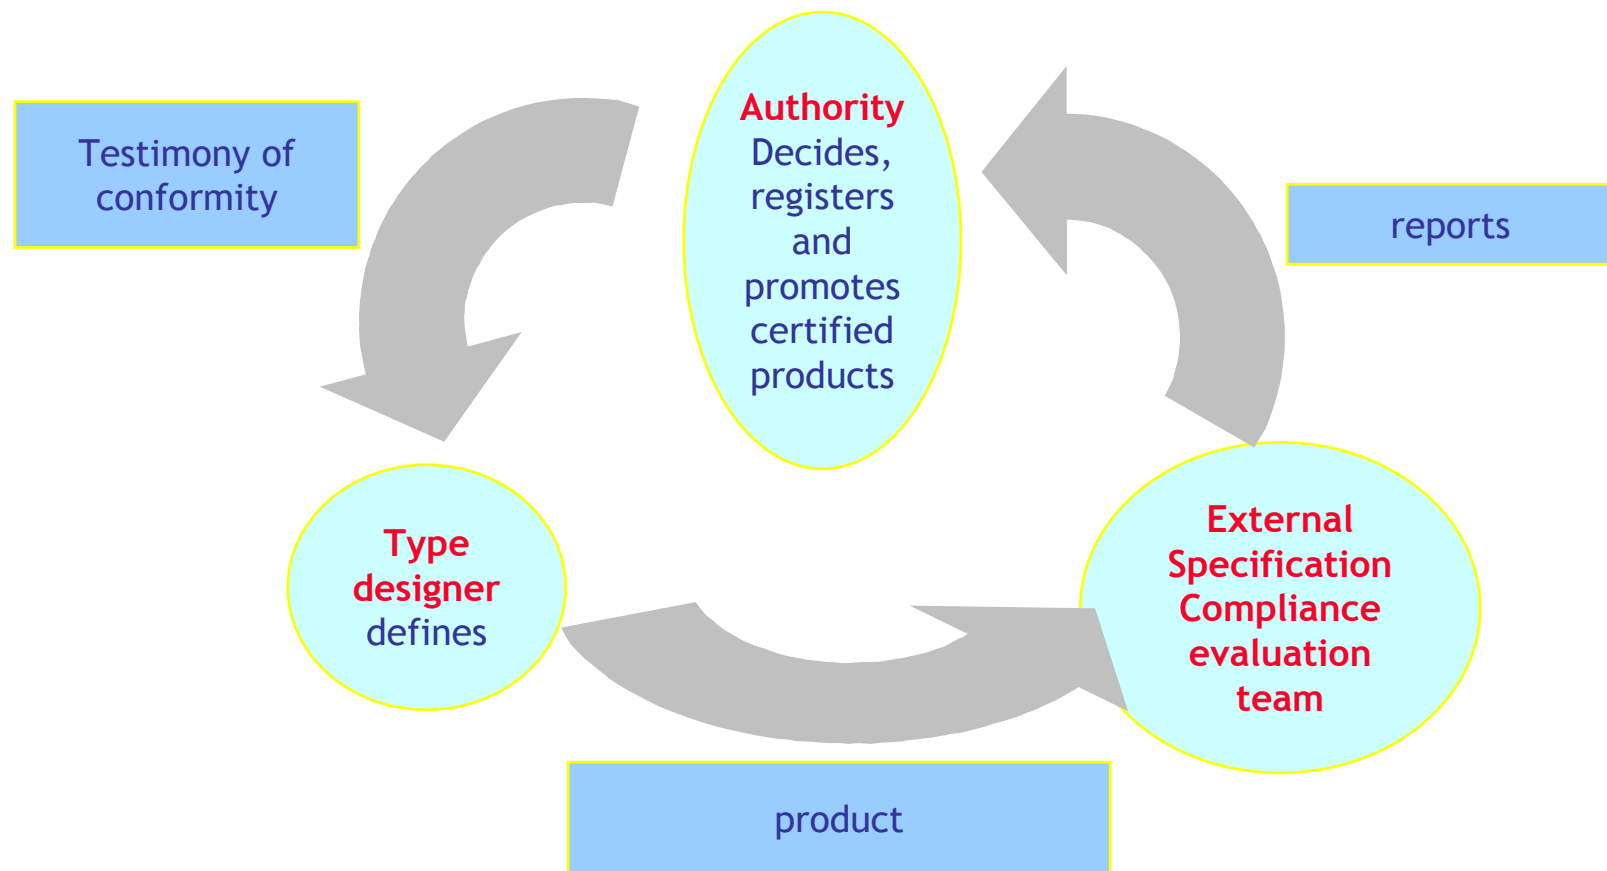 Authority
Decides,
registers
and
promotes
certified
products
Testimony of
conformity
reports
Type
designer
defines
External
Specification
Compliance
evaluation
team
product